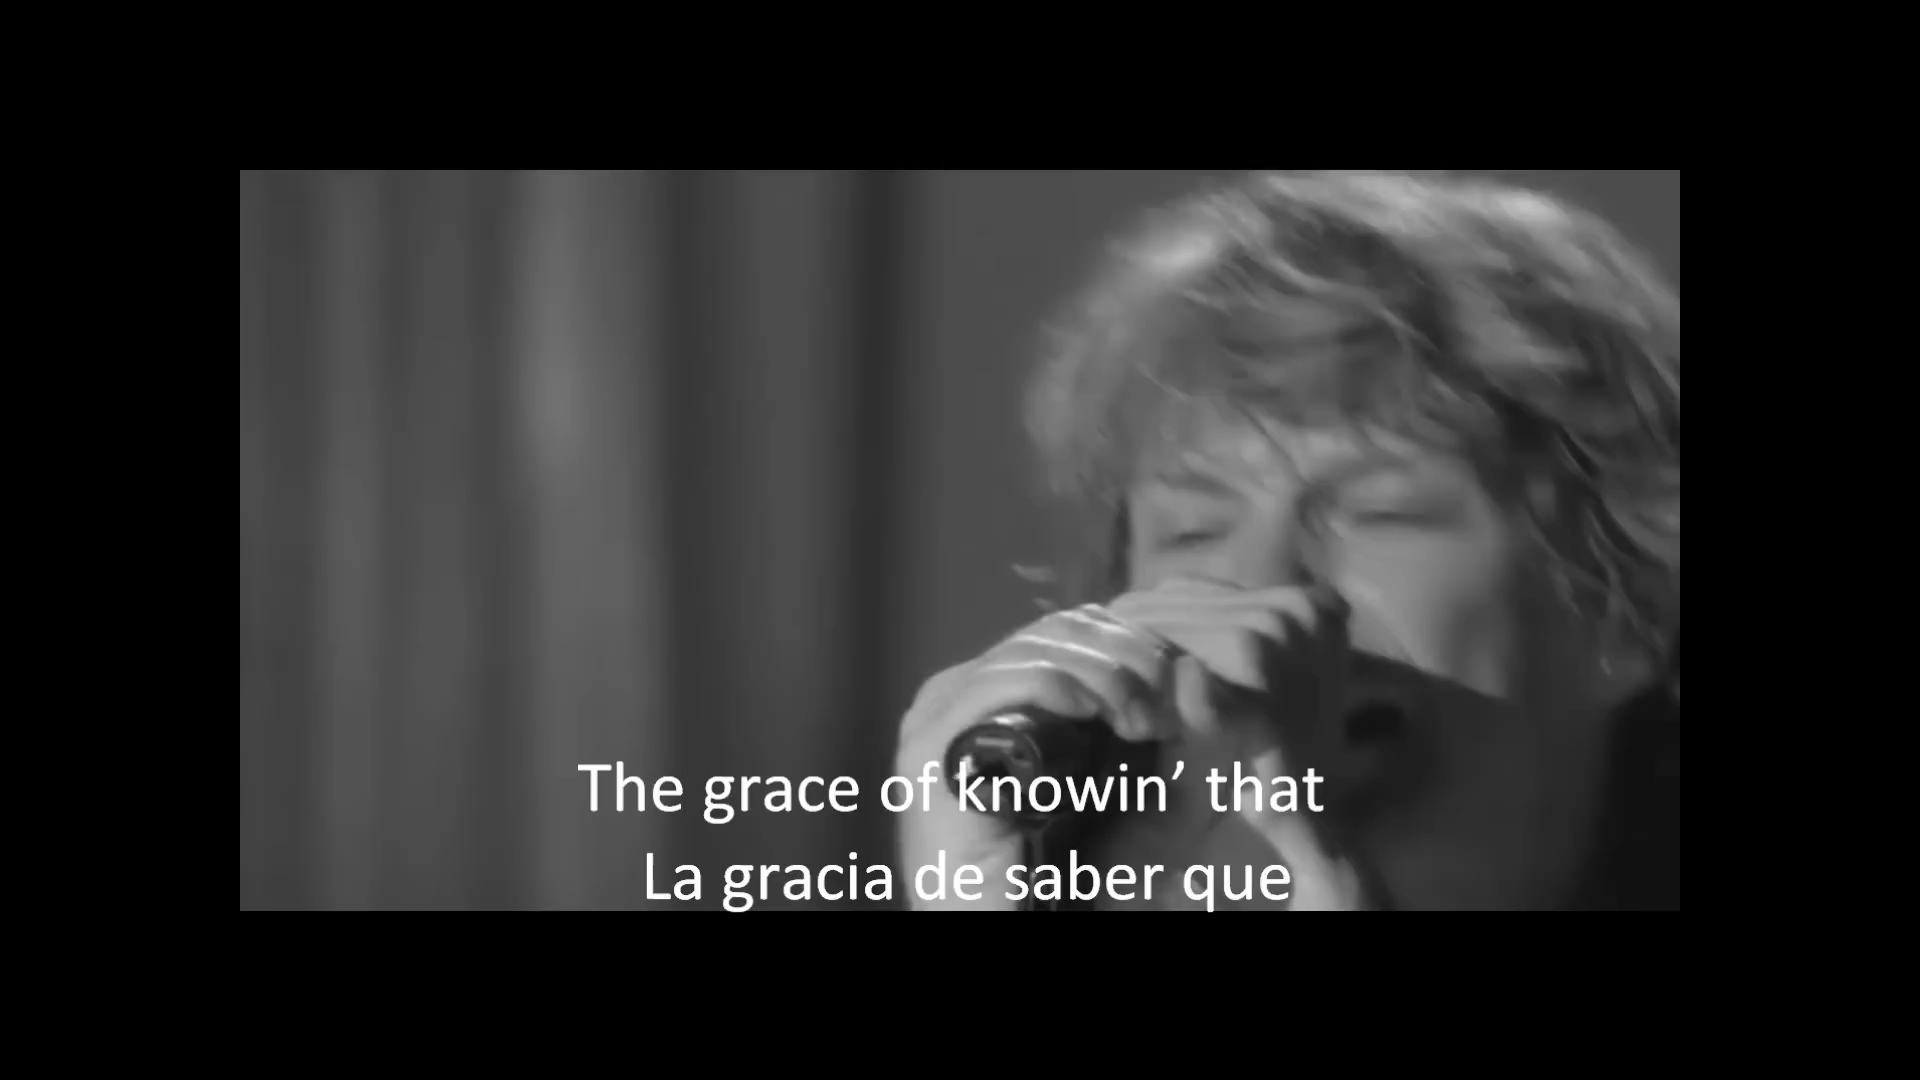 The grace of knowin’ that
La gracia de saber que